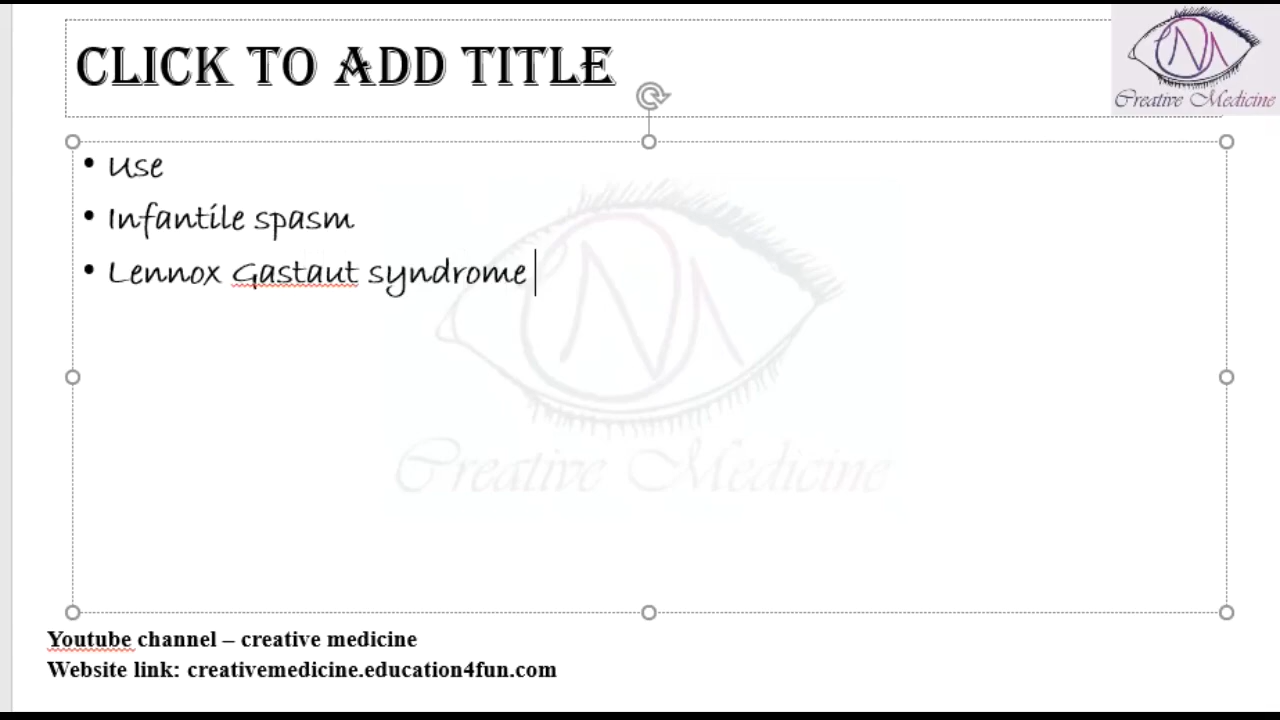 CLICK TO ADD TITLE
Creative Medicine
• Use
• Infantile spasm
• Lennox Gastaut syndrome
Creative Medicine
Youtube channel – creative medicine
Website link: creativemedicine.education4fun.com